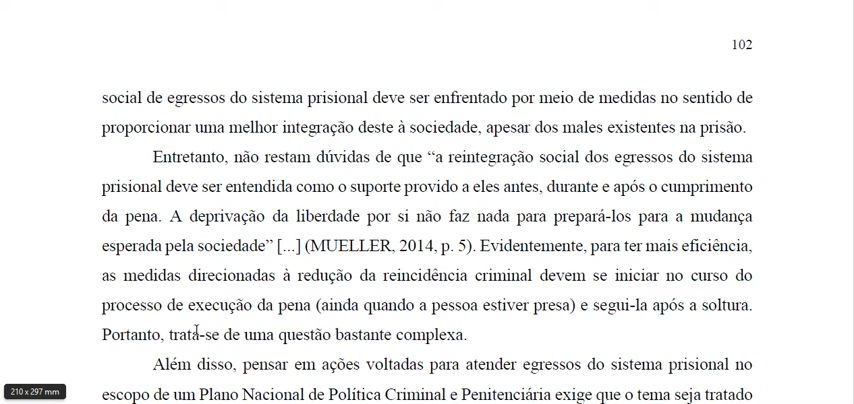 102
social de egressos do sistema prisional deve ser enfrentado por meio de medidas no sentido de
proporcionar uma melhor integração deste à sociedade, apesar dos males existentes na prisão.
Entretanto, não restam dúvidas de que “a reintegração social dos egressos do sistema
prisional deve ser entendida como o suporte provido a eles antes, durante e após o cumprimento
da pena. A deprivação da liberdade por si não faz nada para prepará-los para a mudança
esperada pela sociedade” [...] (MUELLER, 2014, p. 5). Evidentemente, para ter mais eficiência,
as medidas direcionadas à redução da reincidência criminal devem se iniciar no curso do
processo de execução da pena (ainda quando a pessoa estiver presa) e segui-la após a soltura.
Portanto, trata-se de uma questão bastante complexa.
Além disso, pensar em ações voltadas para atender egressos do sistema prisional no
escopo de um Plano Nacional de Política Criminal e Penitenciária exige que o tema seja tratado
210 x 297 mm